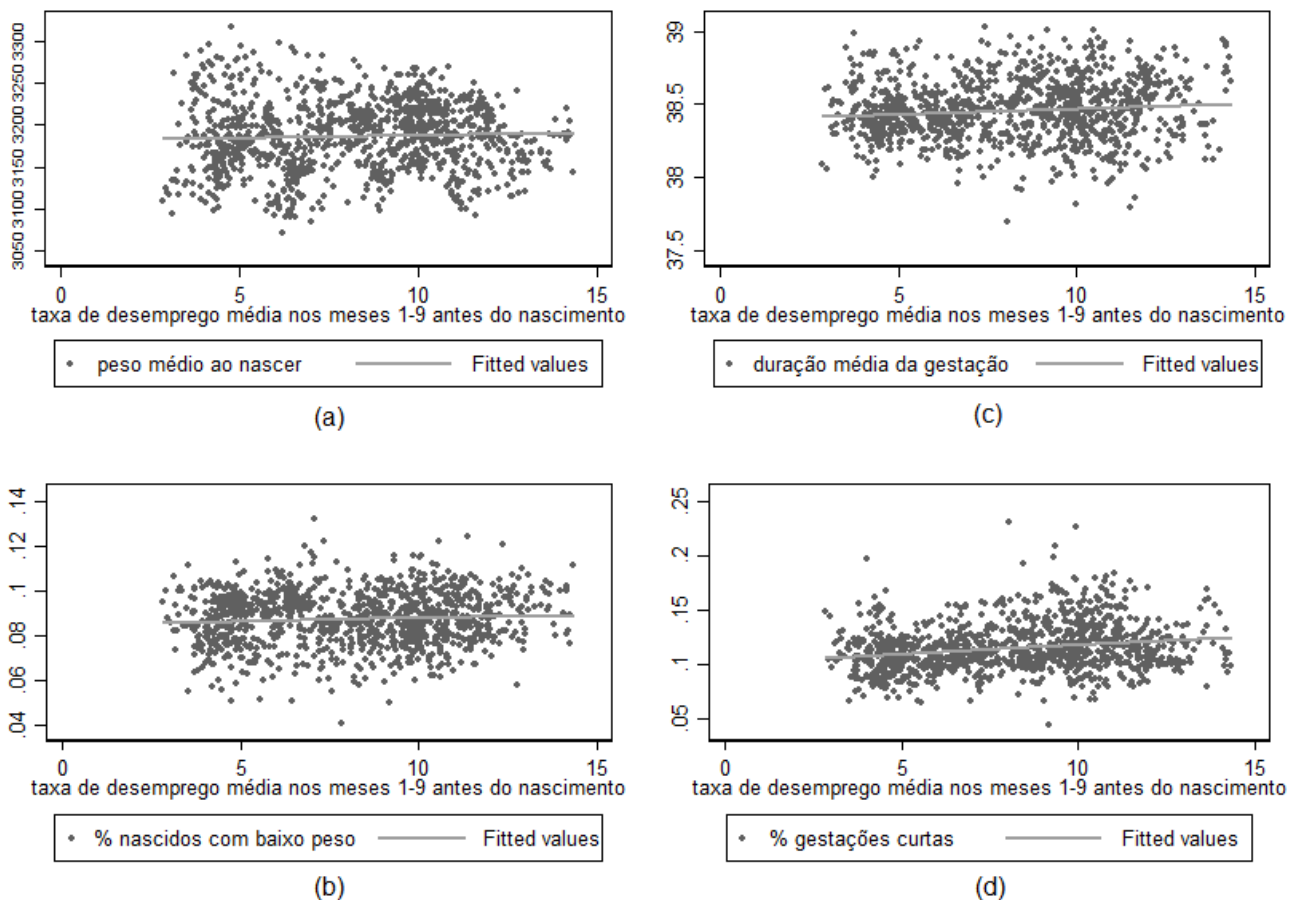 3300
3250
3200
3150
3100
3050
0 5 10 15
taxa de desemprego média nos meses 1-9 antes do nascimento
peso médio ao nascer Fitted values
(a)
39
38.5
38
37.5
0 5 10 15
taxa de desemprego média nos meses 1-9 antes do nascimento
duração média da gestação Fitted values
(c)
.14
.12
.1
.08
.06
.04
0 5 10 15
taxa de desemprego média nos meses 1-9 antes do nascimento
% nascidos com baixo peso Fitted values
(b)
.25
.2
.15
.1
.05
0 5 10 15
taxa de desemprego média nos meses 1-9 antes do nascimento
% gestações curtas Fitted values
(d)